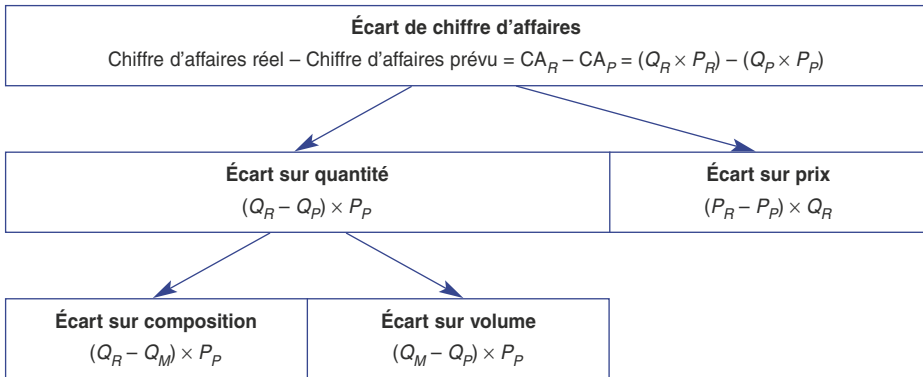 Écart de chiffre d'affaires
Chiffre d'affaires réel – Chiffre d'affaires prévu = CA_R – CA_P = (Q_R × P_R) – (Q_P × P_P)
Écart sur quantité
(Q_R – Q_P) × P_P
Écart sur prix
(P_R – P_P) × Q_R
Écart sur composition
(Q_R – Q_M) × P_P
Écart sur volume
(Q_M – Q_P) × P_P